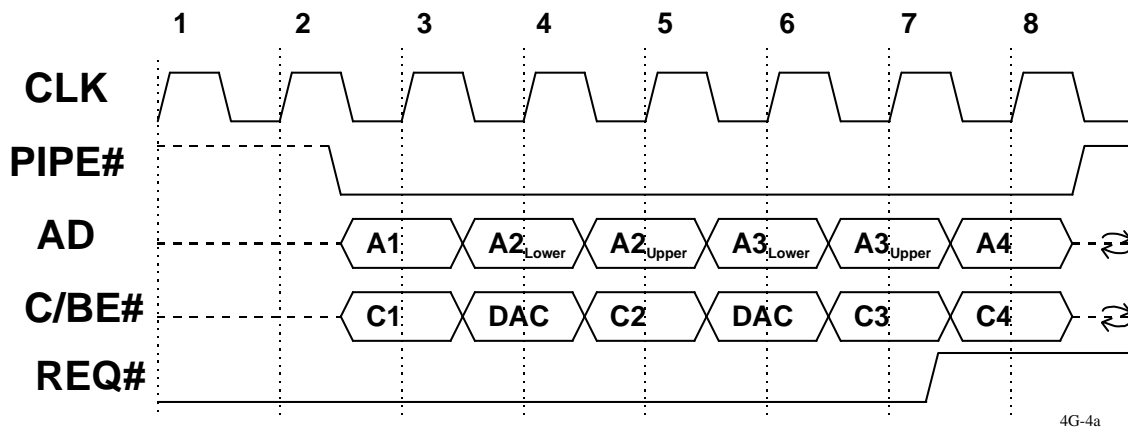 1 2 3 4 5 6 7 8
CLK
PIPE#
AD A1 A2Lower A2Upper A3Lower A3Upper A4
C/BE# C1 DAC C2 DAC C3 C4
REQ#
4G-4a